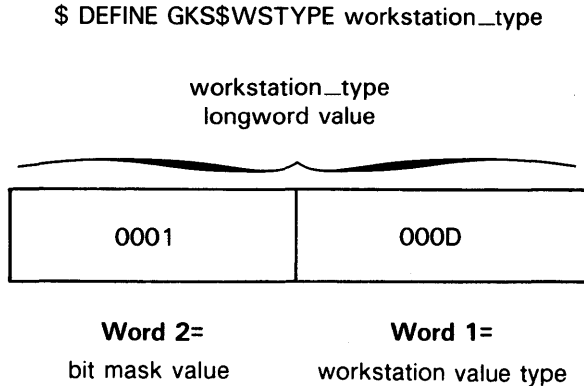 $ DEFINE GKS$WSTYPE workstation_type
workstation_type
longword value
0001 000D
Word 2= Word 1=
bit mask value workstation value type